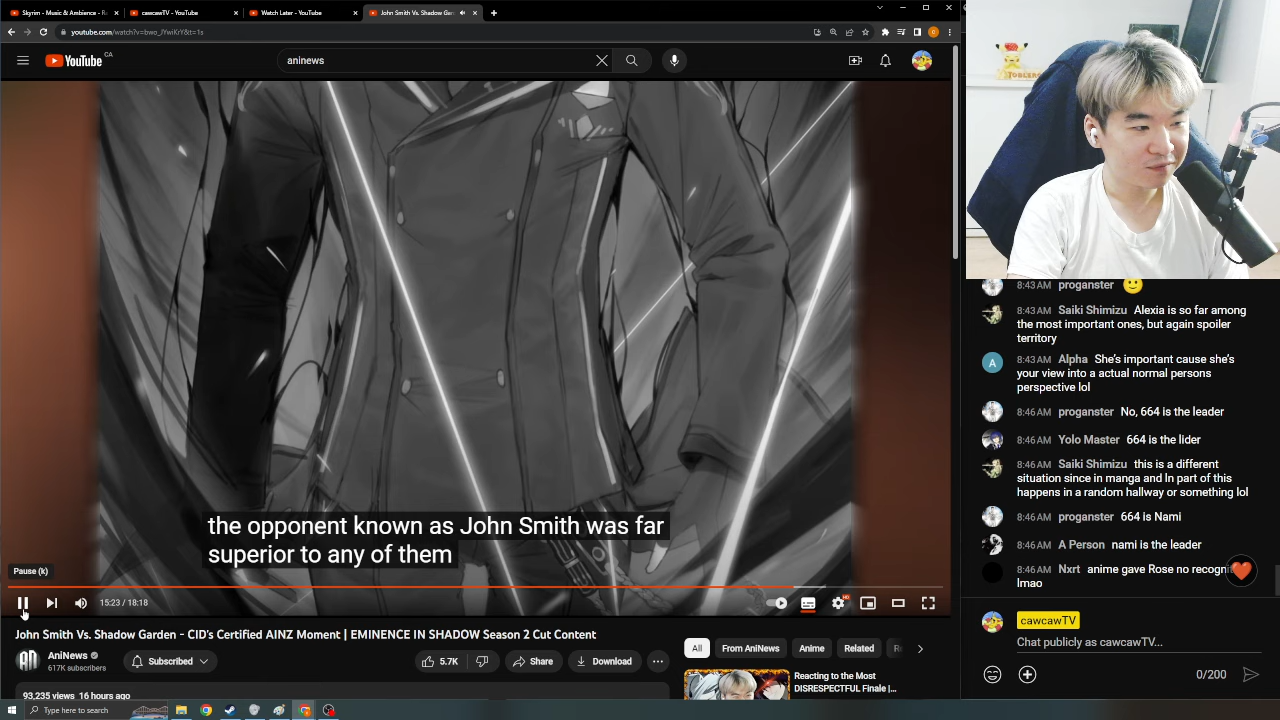 Skyrim - Music & Ambience - R
cawcawTV - YouTube
Watch Later - YouTube
John Smith Vs. Shadow Gar
YouTube CA
aninews
the opponent known as John Smith was far
superior to any of them
Pause (k)
15:23 / 18:18
John Smith Vs. Shadow Garden - CID's Certified AINZ Moment | EMINENCE IN SHADOW Season 2 Cut Content
AniNews
617K subscribers
Subscribed
5.7K
Share
Download
93,235 views 16 hours ago
All
From AniNews
Anime
Related
Reacting to the Most
DISRESPECTFUL Finale |...
Type here to search
8:43 AM proganster
8:43 AM Saiki Shimizu Alexia is so far among
the most important ones, but again spoiler
territory
8:43 AM Alpha She's important cause she's
your view into a actual normal persons
perspective lol
8:46 AM proganster No, 664 is the leader
8:46 AM Yolo Master 664 is the lider
8:46 AM Saiki Shimizu this is a different
situation since in manga and ln part of this
happens in a random hallway or something lol
8:46 AM proganster 664 is Nami
8:46 AM A Person nami is the leader
8:46 AM Nxrt anime gave Rose no recogn
lmao
cawcawTV
Chat publicly as cawcawTV...
0/200